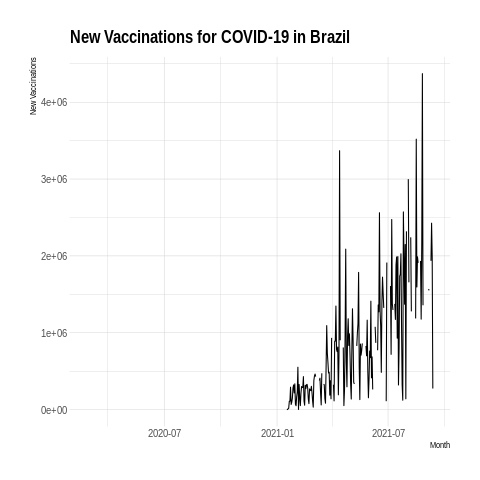 New Vaccinations for COVID-19 in Brazil
New Vaccinations
4e+06
3e+06
2e+06
1e+06
0e+00
2020-07 2021-01 2021-07
Month